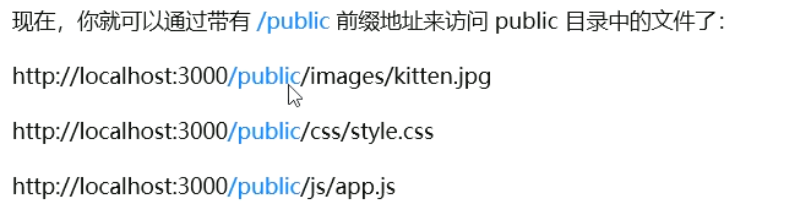 现在，你就可以通过带有 /public 前缀地址来访问 public 目录中的文件了：
http://localhost:3000/public/images/kitten.jpg
http://localhost:3000/public/css/style.css
http://localhost:3000/public/js/app.js